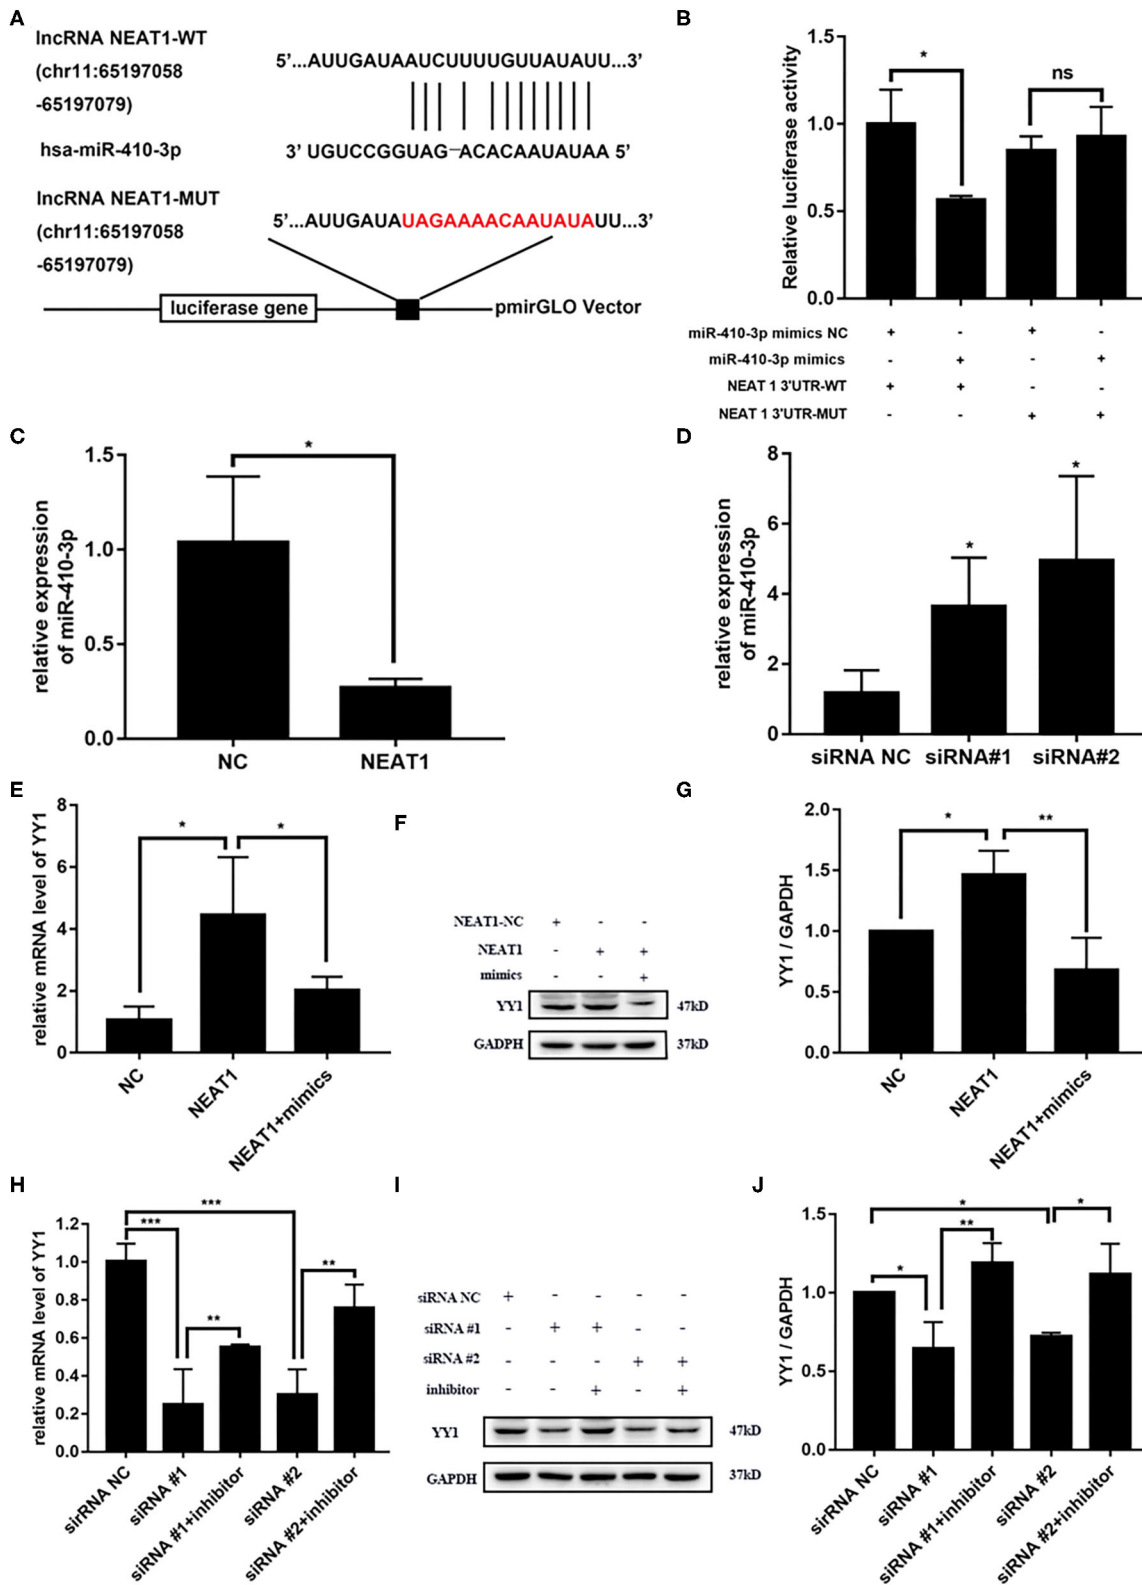 A
lncRNA NEAT1-WT
(chr11:65197058
-65197079)
5'...AUUGAUAAUCUUUUGUUAUAUU...3'
hsa-miR-410-3p
3' UGUCCGGUAG–ACACAAUAUAA 5'
lncRNA NEAT1-MUT
(chr11:65197058
-65197079)
5'...AUUGAUAUAGAAAACAAUAUAUU...3'
luciferase gene
pmirGLO Vector
B
Relative luciferase activity
1.5
1.0
0.5
0.0
*
ns
miR-410-3p mimics NC + - + -
miR-410-3p mimics - + - +
NEAT 1 3'UTR-WT + + - -
NEAT 1 3'UTR-MUT - - + +
C
relative expression
of miR-410-3p
1.5
1.0
0.5
0.0
*
NC NEAT1
D
relative expression
of miR-410-3p
8
6
4
2
0
* *
siRNA NC siRNA#1 siRNA#2
E
relative mRNA level of YY1
8
6
4
2
0
* *
NC NEAT1 NEAT1+mimics
F
NEAT1-NC + - -
NEAT1 - + +
mimics - - +
YY1 47kD
GADPH 37kD
G
YY1 / GAPDH
2.0
1.5
1.0
0.5
0.0
* **
NC NEAT1 NEAT1+mimics
H
relative mRNA level of YY1
1.2
1.0
0.8
0.6
0.4
0.2
0.0
***
*** ** **
sirRNA NC siRNA #1 siRNA #1+inhibitor siRNA #2 siRNA #2+inhibitor
I
siRNA NC + - - - -
siRNA #1 - + + - -
siRNA #2 - - - + +
inhibitor - - + - +
YY1 47kD
GAPDH 37kD
J
YY1 / GAPDH
1.5
1.0
0.5
0.0
* *
* **
sirRNA NC siRNA #1 siRNA #1+inhibitor siRNA #2 siRNA #2+inhibitor